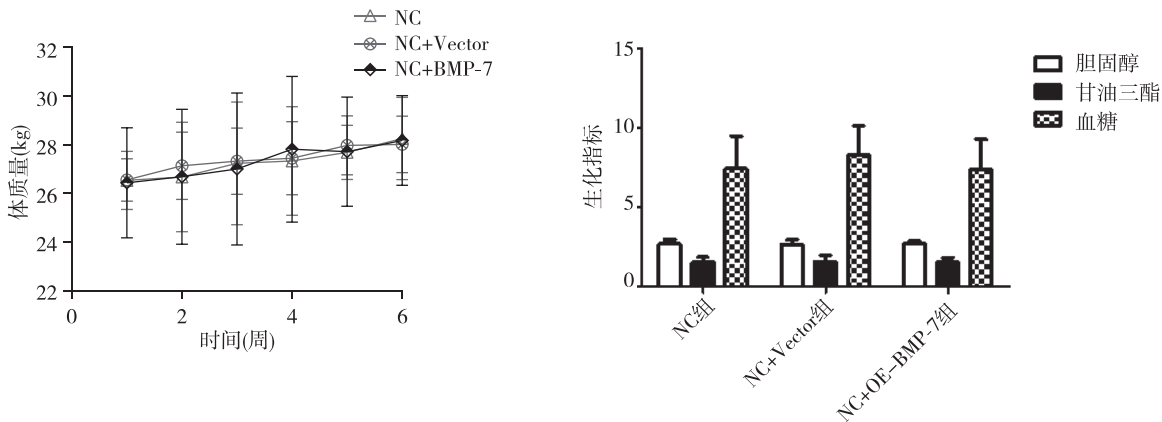 NC
NC+Vector
NC+BMP-7
32
30
28
26
24
22
体质量(kg)
0
2
4
6
时间(周)
15
10
5
0
生化指标
胆固醇
甘油三酯
血糖
NC组
NC+Vector组
NC+OE-BMP-7组